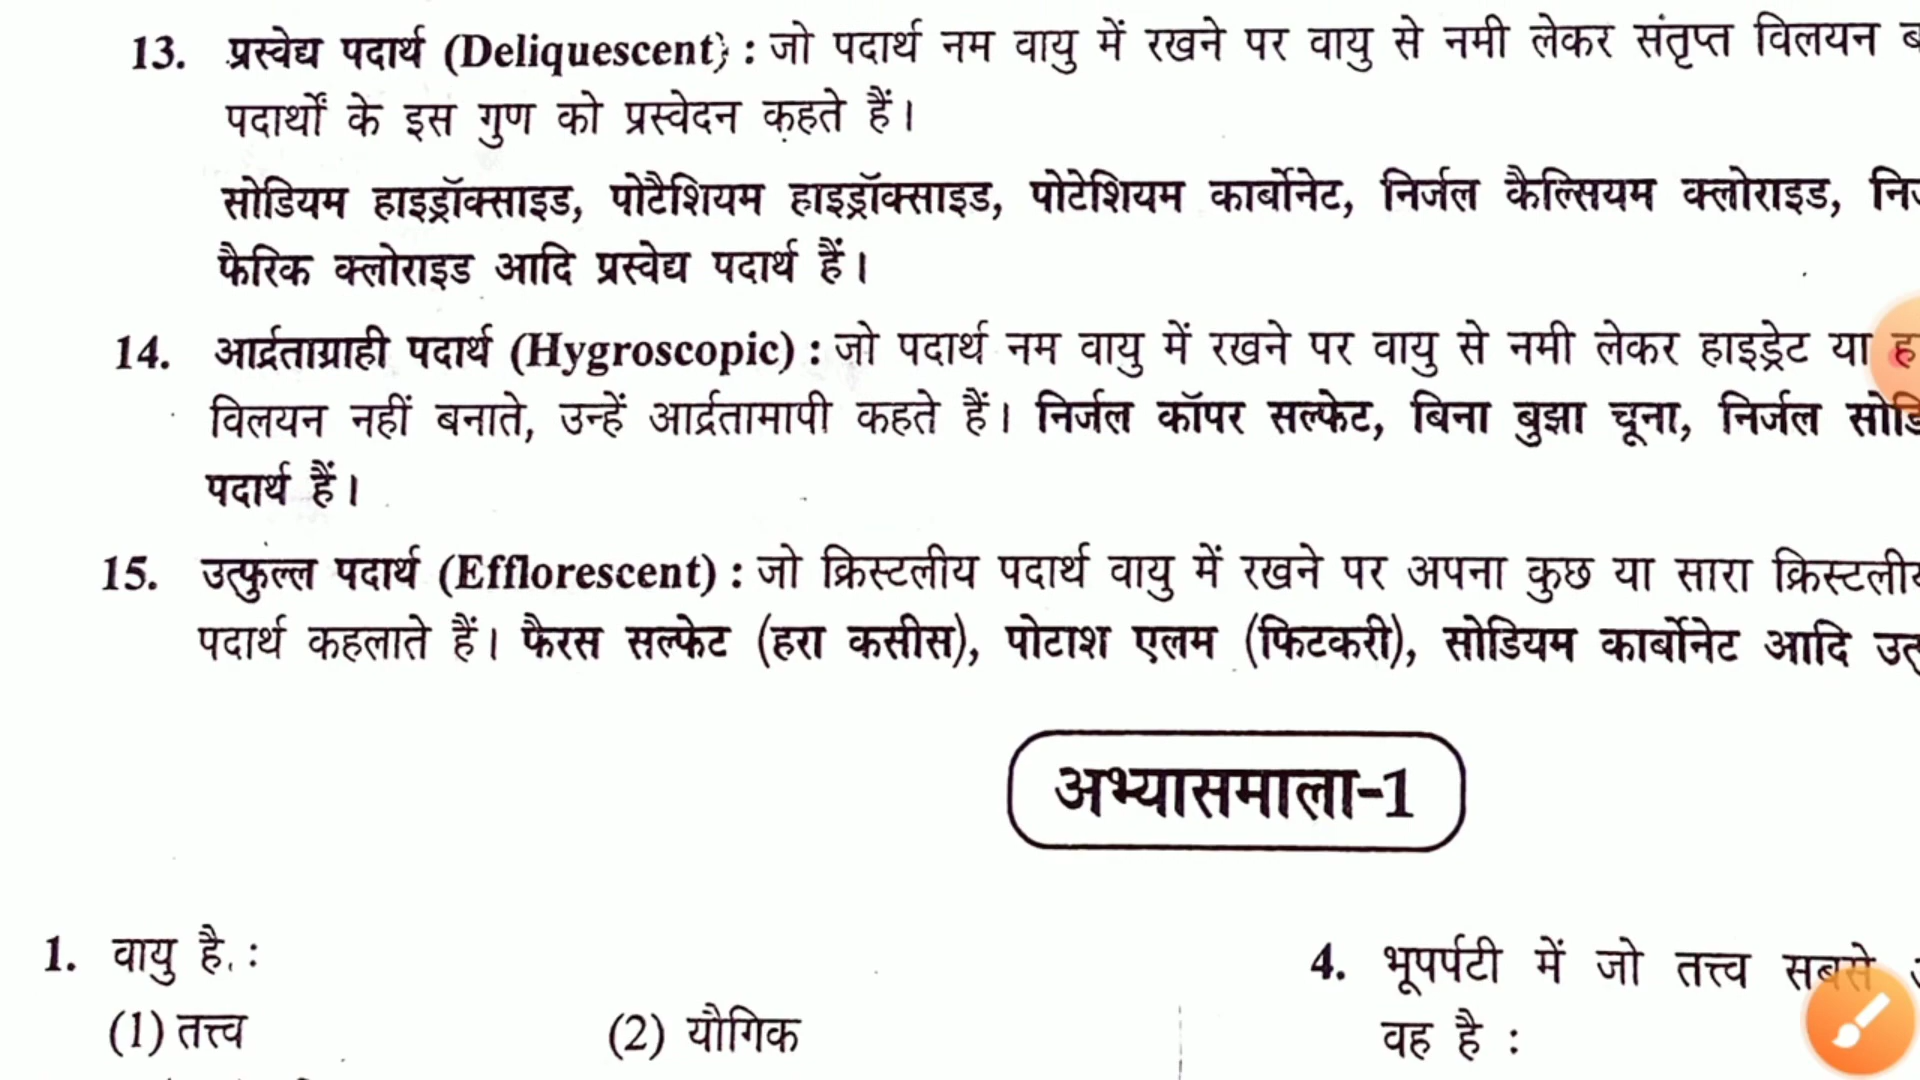 13. प्रस्वेद्य पदार्थ (Deliquescent) : जो पदार्थ नम वायु में रखने पर वायु से नमी लेकर संतृप्त विलयन
पदार्थों के इस गुण को प्रस्वेदन कहते हैं।
सोडियम हाइड्रॉक्साइड, पोटैशियम हाइड्रॉक्साइड, पोटेशियम कार्बोनेट, निर्जल कैल्सियम क्लोराइड,
फैरिक क्लोराइड आदि प्रस्वेद्य पदार्थ हैं।
14. आर्द्रताग्राही पदार्थ (Hygroscopic) : जो पदार्थ नम वायु में रखने पर वायु से नमी लेकर हाइड्रेट या
विलयन नहीं बनाते, उन्हें आर्द्रतामापी कहते हैं। निर्जल कॉपर सल्फेट, बिना बुझा चूना, निर्जल
पदार्थ हैं।
15. उत्फुल्ल पदार्थ (Efflorescent) : जो क्रिस्टलीय पदार्थ वायु में रखने पर अपना कुछ या सारा
पदार्थ कहलाते हैं। फैरस सल्फेट (हरा कसीस), पोटाश एलम (फिटकरी), सोडियम कार्बोनेट आदि
अभ्यासमाला-1
1. वायु है :
(1) तत्त्व (2) यौगिक
4. भूपर्पटी में जो तत्त्व सबसे
वह है :